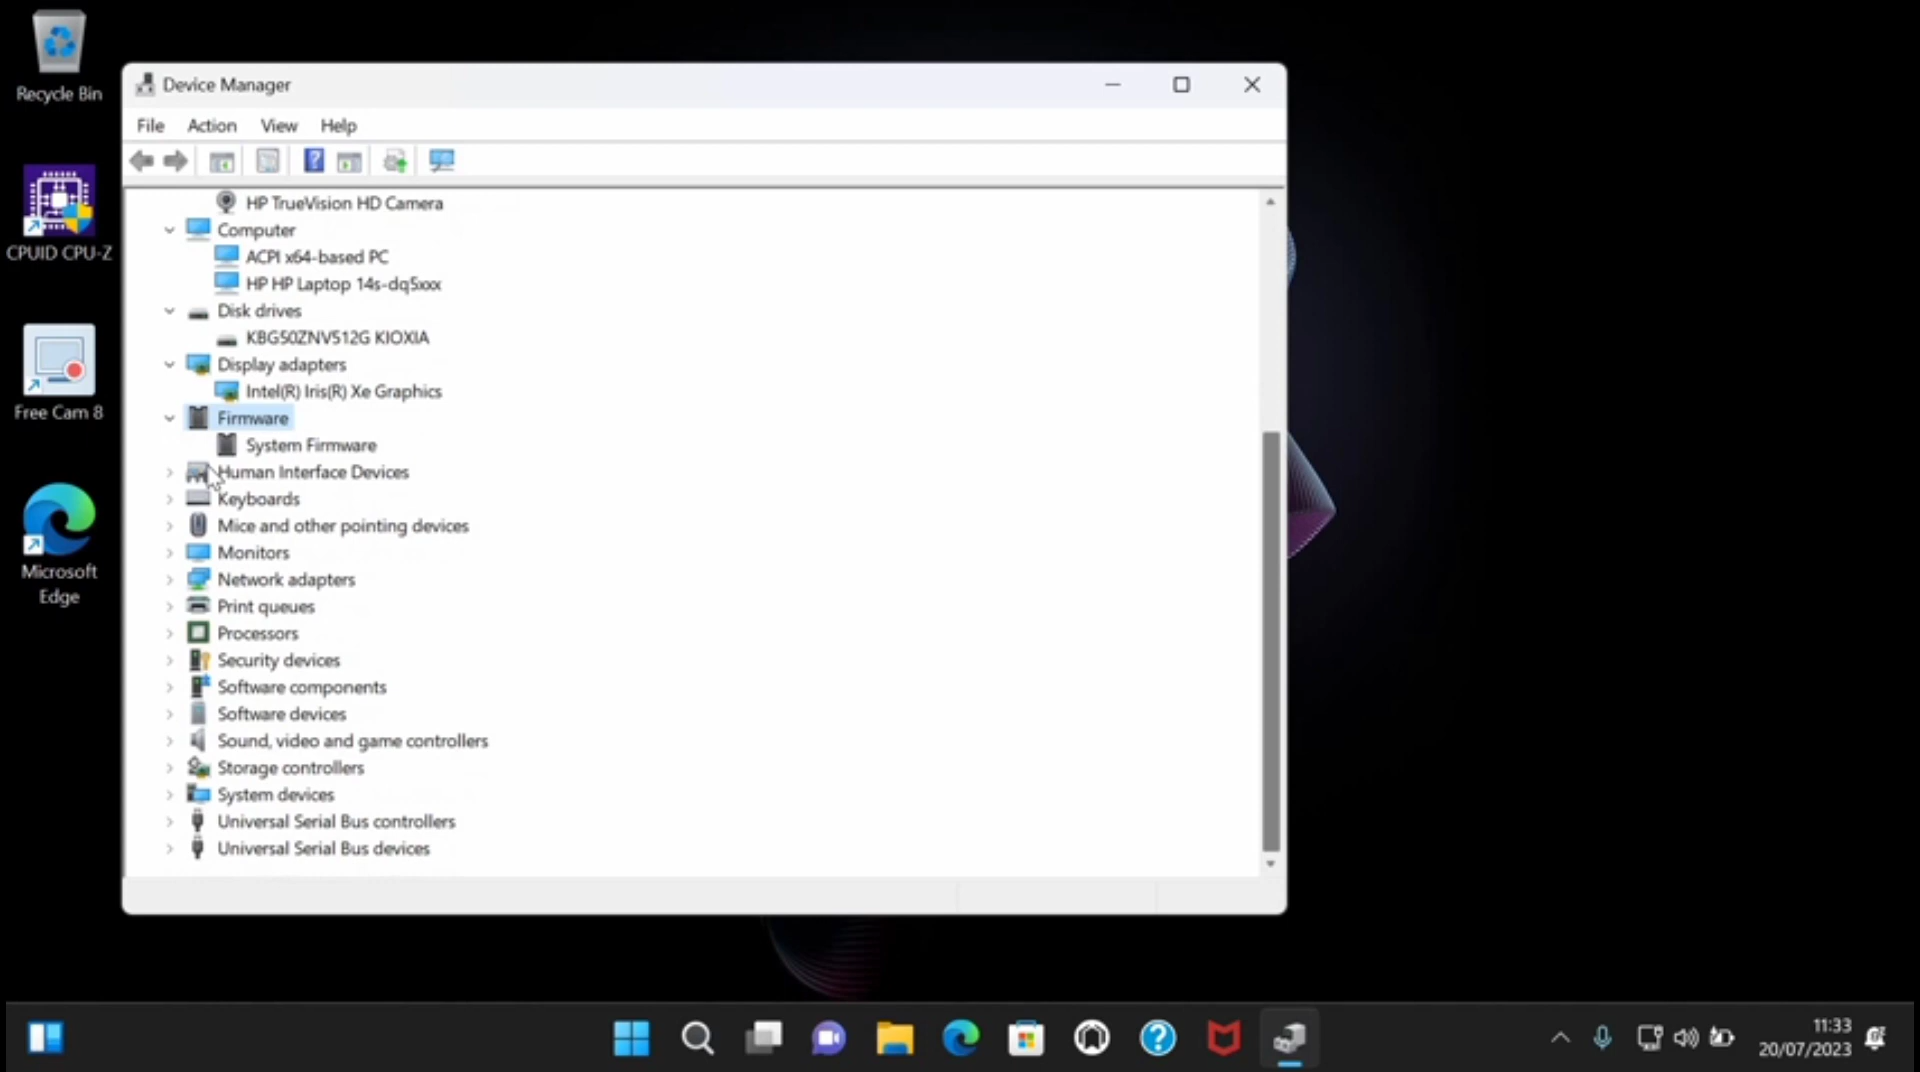 Recycle Bin
CPUID CPU-Z
Free Cam 8
Microsoft
Edge
Device Manager
File Action View Help
HP TrueVision HD Camera
Computer
ACPI x64-based PC
HP HP Laptop 14s-dq5xxx
Disk drives
KBG50ZNV512G KIOXIA
Display adapters
Intel(R) Iris(R) Xe Graphics
Firmware
System Firmware
Human Interface Devices
Keyboards
Mice and other pointing devices
Monitors
Network adapters
Print queues
Processors
Security devices
Software components
Software devices
Sound, video and game controllers
Storage controllers
System devices
Universal Serial Bus controllers
Universal Serial Bus devices
11:33
20/07/2023